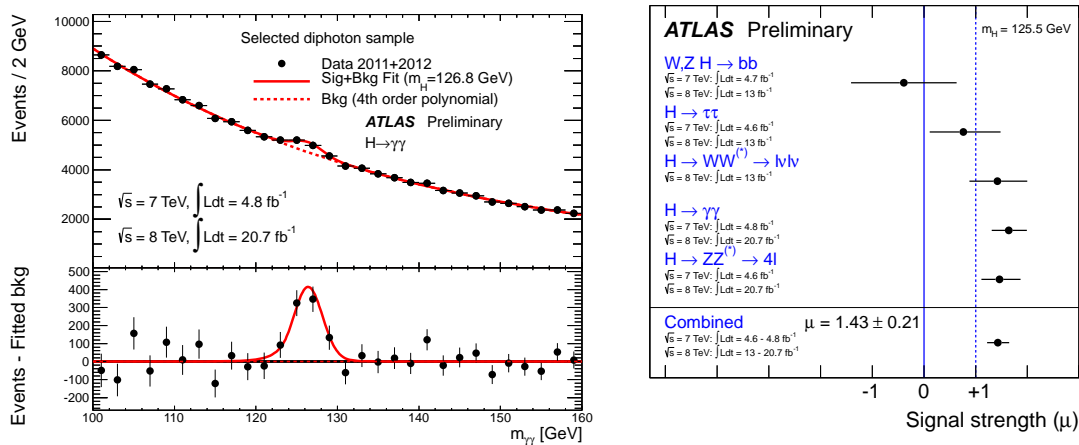 Events / 2 GeV
10000
8000
6000
4000
2000
Selected diphoton sample
Data 2011+2012
Sig+Bkg Fit (m_H=126.8 GeV)
Bkg (4th order polynomial)
ATLAS Preliminary
H→γγ
√s = 7 TeV, ∫Ldt = 4.8 fb⁻¹
√s = 8 TeV, ∫Ldt = 20.7 fb⁻¹
Events - Fitted bkg
500
400
300
200
100
0
-100
-200
100 110 120 130 140 150 160
m_γγ [GeV]
ATLAS Preliminary
m_H = 125.5 GeV
W,Z H → bb
√s = 7 TeV: ∫Ldt = 4.7 fb⁻¹
√s = 8 TeV: ∫Ldt = 13 fb⁻¹
H → ττ
√s = 7 TeV: ∫Ldt = 4.6 fb⁻¹
√s = 8 TeV: ∫Ldt = 13 fb⁻¹
H → WW⁽*⁾ → lνlν
√s = 8 TeV: ∫Ldt = 13 fb⁻¹
H → γγ
√s = 7 TeV: ∫Ldt = 4.8 fb⁻¹
√s = 8 TeV: ∫Ldt = 20.7 fb⁻¹
H → ZZ⁽*⁾ → 4l
√s = 7 TeV: ∫Ldt = 4.6 fb⁻¹
√s = 8 TeV: ∫Ldt = 20.7 fb⁻¹
Combined μ = 1.43 ± 0.21
√s = 7 TeV: ∫Ldt = 4.6 - 4.8 fb⁻¹
√s = 8 TeV: ∫Ldt = 13 - 20.7 fb⁻¹
-1 0 +1
Signal strength (μ)